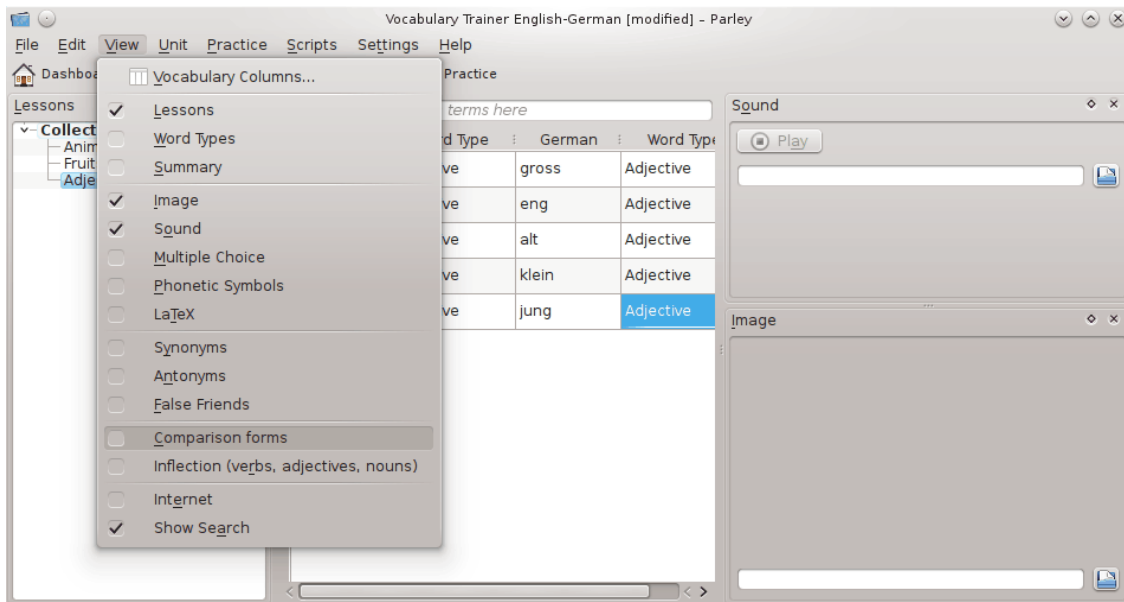 Vocabulary Trainer English-German [modified] – Parley
File Edit View Unit Practice Scripts Settings Help
Dashboa Practice
Vocabulary Columns...
Lessons
Word Types
Summary
Image
Sound
Multiple Choice
Phonetic Symbols
LaTeX
Synonyms
Antonyms
False Friends
Comparison forms
Inflection (verbs, adjectives, nouns)
Internet
Show Search
Lessons
Collect
Anim
Fruit
Adje
terms here
rd Type German Word Type
ve gross Adjective
ve eng Adjective
ve alt Adjective
ve klein Adjective
ve jung Adjective
Sound
Play
Image